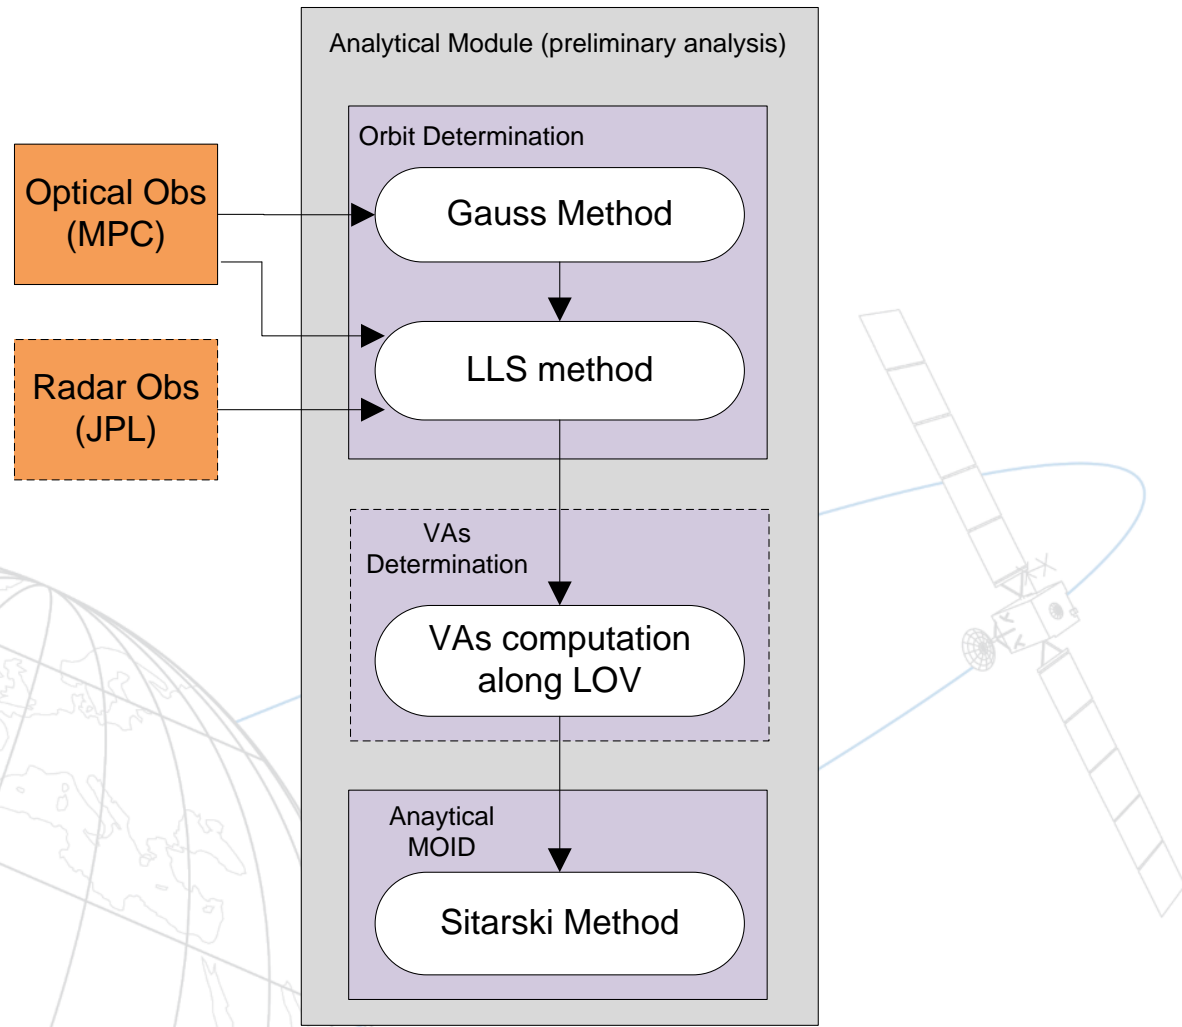 Analytical Module (preliminary analysis)
Orbit Determination
Optical Obs
(MPC)
Gauss Method
LLS method
Radar Obs
(JPL)
VAs
Determination
VAs computation
along LOV
Anaytical
MOID
Sitarski Method